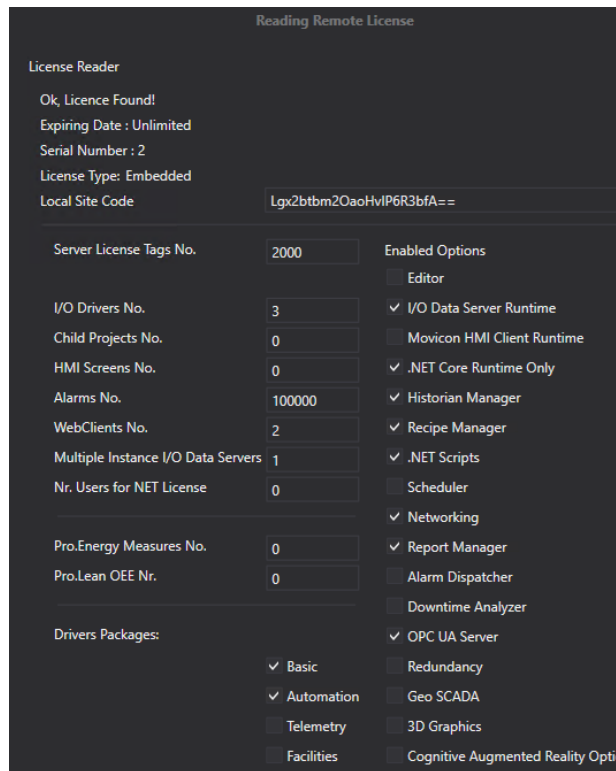 Reading Remote License
License Reader
Ok, Licence Found!
Expiring Date : Unlimited
Serial Number : 2
License Type: Embedded
Local Site Code Lgx2btbm2OaoHvIP6R3bfA==
Server License Tags No. 2000 Enabled Options
Editor
I/O Drivers No. 3 I/O Data Server Runtime
Child Projects No. 0 Movicon HMI Client Runtime
HMI Screens No. 0 .NET Core Runtime Only
Alarms No. 100000 Historian Manager
WebClients No. 2 Recipe Manager
Multiple Instance I/O Data Servers 1 .NET Scripts
Nr. Users for NET License 0 Scheduler
Networking
Pro.Energy Measures No. 0 Report Manager
Pro.Lean OEE Nr. 0 Alarm Dispatcher
Downtime Analyzer
Drivers Packages: OPC UA Server
Basic Redundancy
Automation Geo SCADA
Telemetry 3D Graphics
Facilities Cognitive Augmented Reality Opti